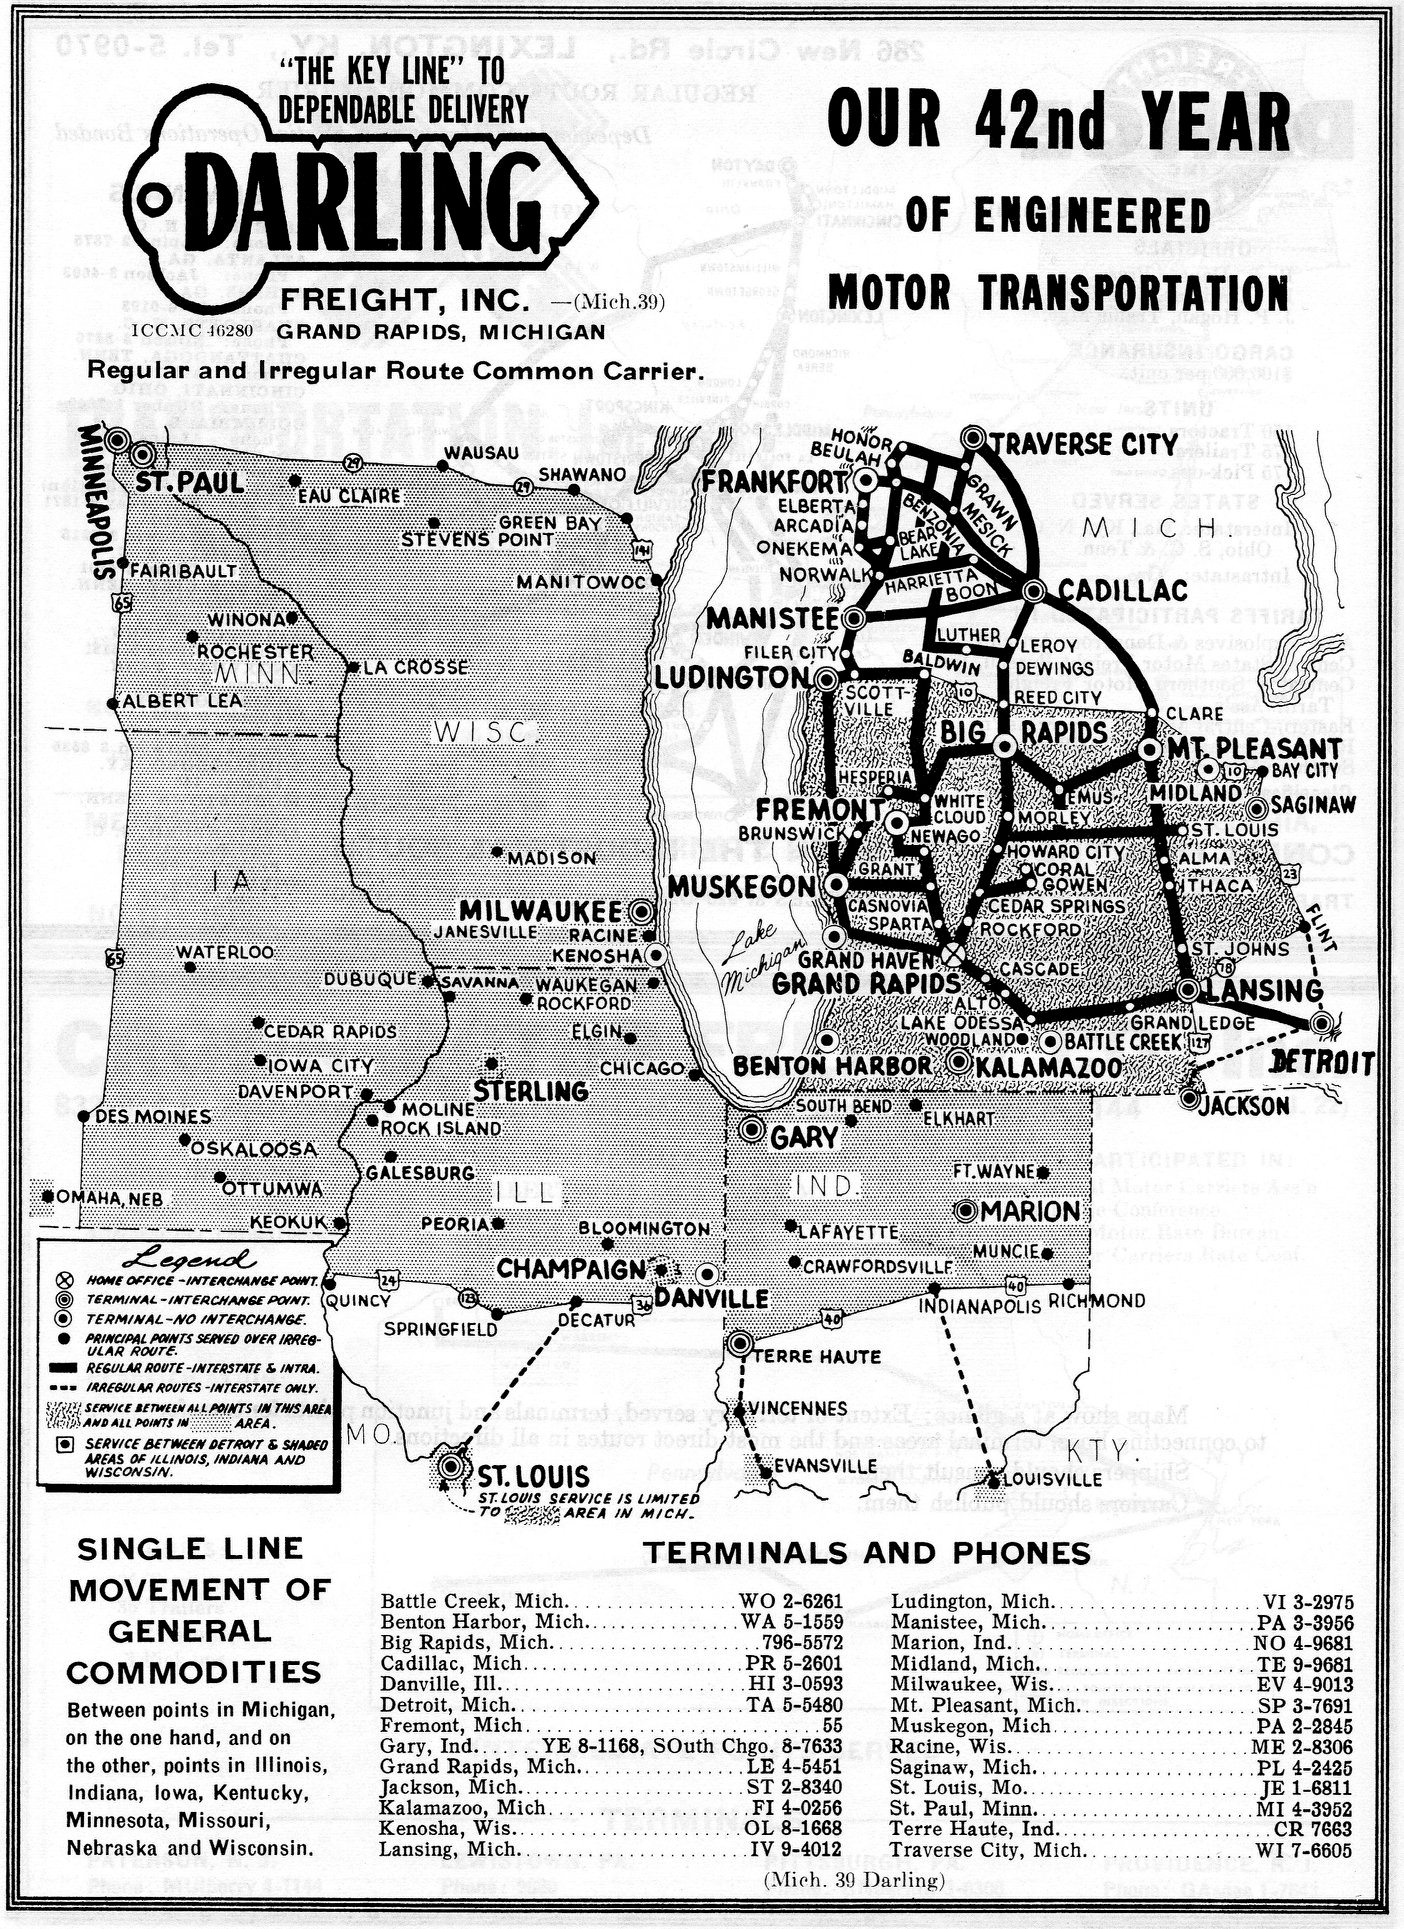 "THE KEY LINE" TO
DEPENDABLE DELIVERY
DARLING
FREIGHT, INC. —(Mich.39)
ICCMC 46280 GRAND RAPIDS, MICHIGAN
Regular and Irregular Route Common Carrier.
OUR 42nd YEAR
OF ENGINEERED
MOTOR TRANSPORTATION
MINNEAPOLIS
ST. PAUL
29
WAUSAU
29
SHAWANO
EAU CLAIRE
GREEN BAY
STEVENS POINT
141
MANITOWOC
FAIRIBAULT
65
WINONA
ROCHESTER
MINN.
LA CROSSE
ALBERT LEA
WISC.
MADISON
IA.
MILWAUKEE
JANESVILLE
RACINE
KENOSHA
65
WATERLOO
DUBUQUE
SAVANNA
WAUKEGAN
ROCKFORD
CEDAR RAPIDS
ELGIN
IOWA CITY
CHICAGO
DAVENPORT
STERLING
DES MOINES
MOLINE
ROCK ISLAND
OSKALOOSA
GALESBURG
OTTUMWA
OMAHA, NEB.
ILL.
KEOKUK
PEORIA
BLOOMINGTON
CHAMPAIGN
DANVILLE
24
QUINCY
123
SPRINGFIELD
DECATUR
36
MO.
ST. LOUIS
ST. LOUIS SERVICE IS LIMITED
TO AREA IN MICH.
HONOR
BEULAH
TRAVERSE CITY
FRANKFORT
GRAWN
MESICK
BENZONIA
ELBERTA
ARCADIA
BEAR
LAKE
MICH.
ONEKEMA
NORWALK
HARRIETTA
BOON
CADILLAC
MANISTEE
FILER CITY
LUTHER
LEROY
BALDWIN
DEWINGS
LUDINGTON
SCOTT-
VILLE
10
REED CITY
CLARE
BIG RAPIDS
MT. PLEASANT
HESPERIA
10
BAY CITY
MIDLAND
SAGINAW
FREMONT
WHITE
CLOUD
EMUS
MORLEY
BRUNSWICK
NEWAGO
ST. LOUIS
HOWARD CITY
GRANT
CORAL
GOWEN
ALMA
23
MUSKEGON
ITHACA
CASNOVIA
CEDAR SPRINGS
SPARTA
ROCKFORD
FLINT
Lake
Michigan
GRAND HAVEN
ST. JOHNS
GRAND RAPIDS
CASCADE
78
ALTO
LANSING
LAKE ODESSA
GRAND LEDGE
WOODLAND
BATTLE CREEK
127
DETROIT
BENTON HARBOR
KALAMAZOO
JACKSON
SOUTH BEND
ELKHART
GARY
FT. WAYNE
IND.
MARION
LAFAYETTE
MUNCIE
CRAWFORDSVILLE
40
INDIANAPOLIS
RICHMOND
40
TERRE HAUTE
VINCENNES
EVANSVILLE
KY.
LOUISVILLE
Legend
HOME OFFICE – INTERCHANGE POINT.
TERMINAL – INTERCHANGE POINT.
TERMINAL – NO INTERCHANGE.
PRINCIPAL POINTS SERVED OVER IRREG-
ULAR ROUTE.
REGULAR ROUTE – INTERSTATE & INTRA.
IRREGULAR ROUTES – INTERSTATE ONLY.
SERVICE BETWEEN ALL POINTS IN THIS AREA
AND ALL POINTS IN AREA.
SERVICE BETWEEN DETROIT & SHADED
AREAS OF ILLINOIS, INDIANA AND
WISCONSIN.
SINGLE LINE
MOVEMENT OF
GENERAL
COMMODITIES
Between points in Michigan,
on the one hand, and on
the other, points in Illinois,
Indiana, Iowa, Kentucky,
Minnesota, Missouri,
Nebraska and Wisconsin.
TERMINALS AND PHONES
Battle Creek, Mich. WO 2-6261
Benton Harbor, Mich. WA 5-1559
Big Rapids, Mich. 796-5572
Cadillac, Mich PR 5-2601
Danville, Ill. HI 3-0593
Detroit, Mich. TA 5-5480
Fremont, Mich 55
Gary, Ind. YE 8-1168, SOuth Chgo. 8-7633
Grand Rapids, Mich. LE 4-5451
Jackson, Mich. ST 2-8340
Kalamazoo, Mich FI 4-0256
Kenosha, Wis. OL 8-1668
Lansing, Mich. IV 9-4012
Ludington, Mich. VI 3-2975
Manistee, Mich. PA 3-3956
Marion, Ind. NO 4-9681
Midland, Mich. TE 9-9681
Milwaukee, Wis. EV 4-9013
Mt. Pleasant, Mich. SP 3-7691
Muskegon, Mich PA 2-2845
Racine, Wis. ME 2-8306
Saginaw, Mich. PL 4-2425
St. Louis, Mo. JE 1-6811
St. Paul, Minn. MI 4-3952
Terre Haute, Ind. CR 7663
Traverse City, Mich. WI 7-6605
(Mich. 39 Darling)